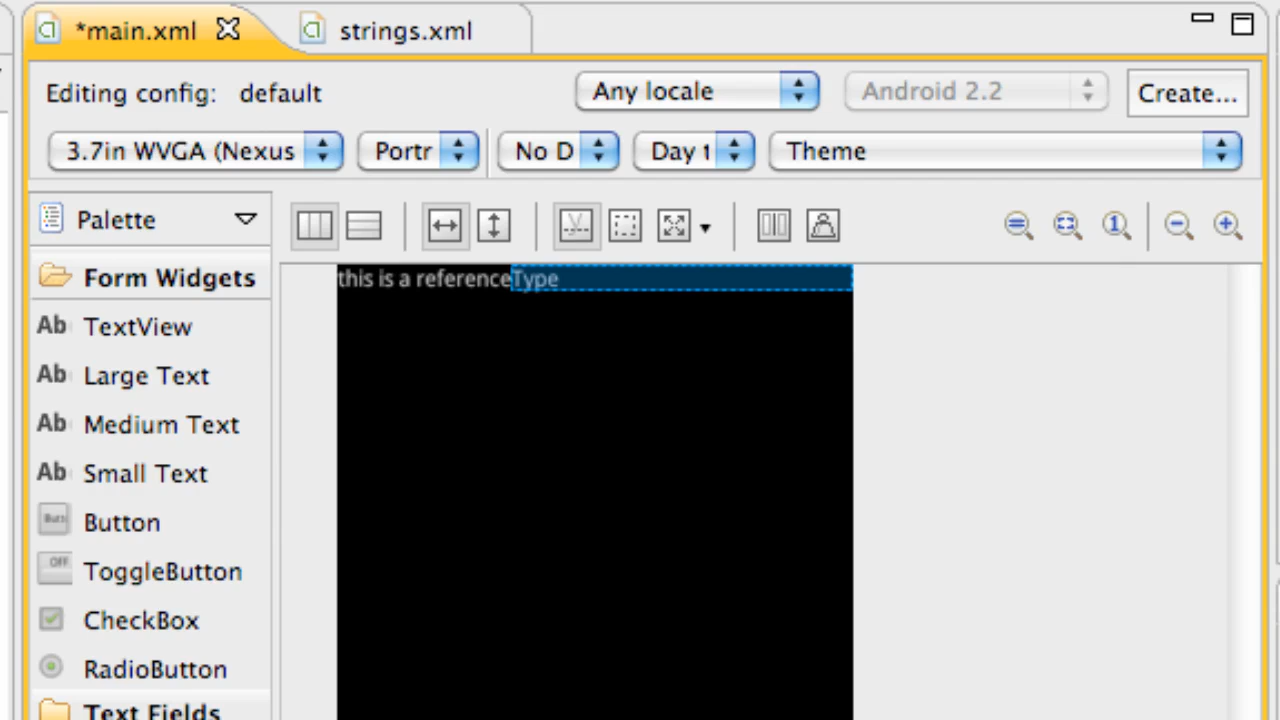 *main.xml
strings.xml
Editing config: default
Any locale
Android 2.2
Create...
3.7in WVGA (Nexus
Portr
No D
Day t
Theme
Palette
Form Widgets
this is a referenceType
Ab TextView
Ab Large Text
Ab Medium Text
Ab Small Text
Button
OFF ToggleButton
CheckBox
RadioButton
Text Fields